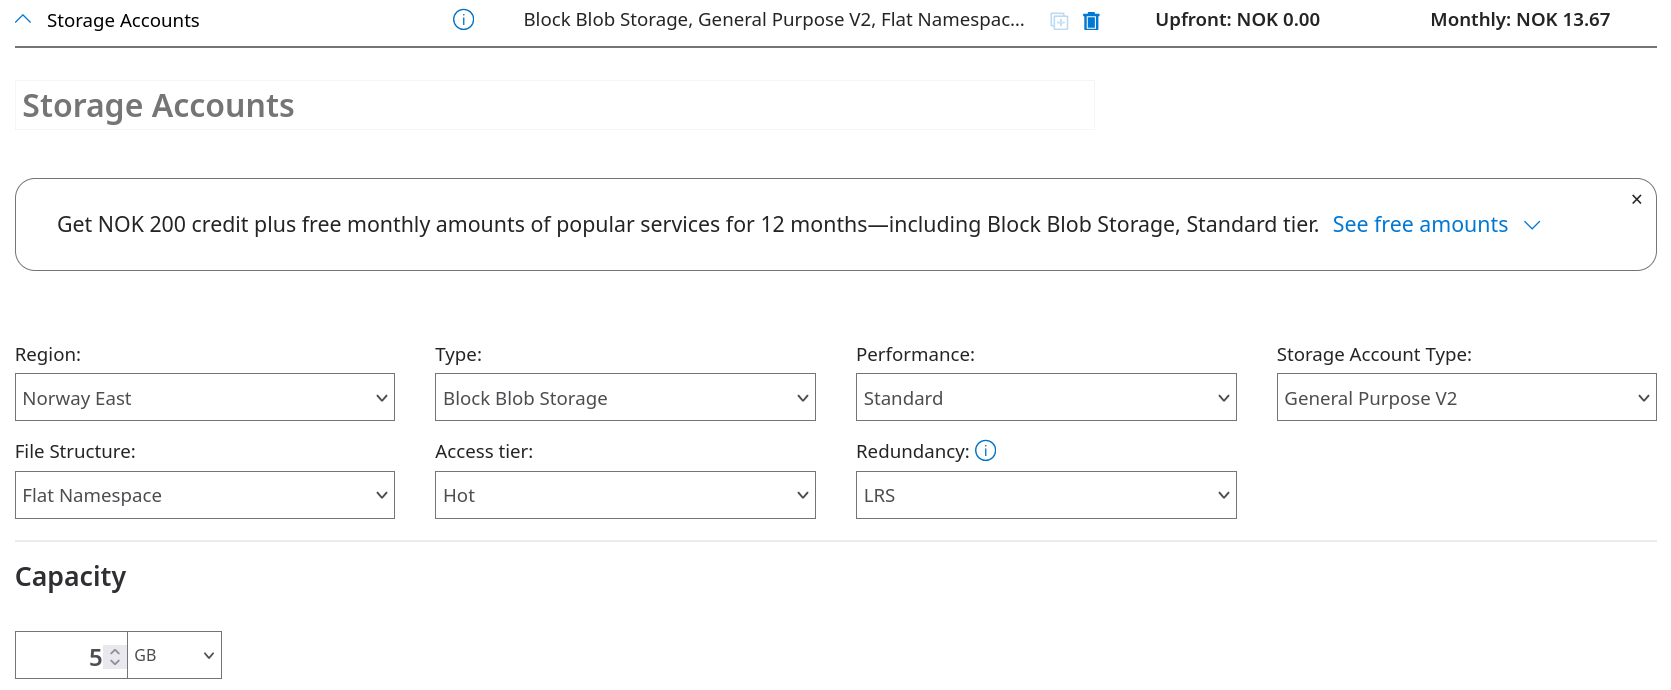 Storage Accounts
Block Blob Storage, General Purpose V2, Flat Namespac...
Upfront: NOK 0.00
Monthly: NOK 13.67
Storage Accounts
Get NOK 200 credit plus free monthly amounts of popular services for 12 months—including Block Blob Storage, Standard tier. See free amounts
Region:
Type:
Performance:
Storage Account Type:
Norway East
Block Blob Storage
Standard
General Purpose V2
File Structure:
Access tier:
Redundancy:
Flat Namespace
Hot
LRS
Capacity
5
GB